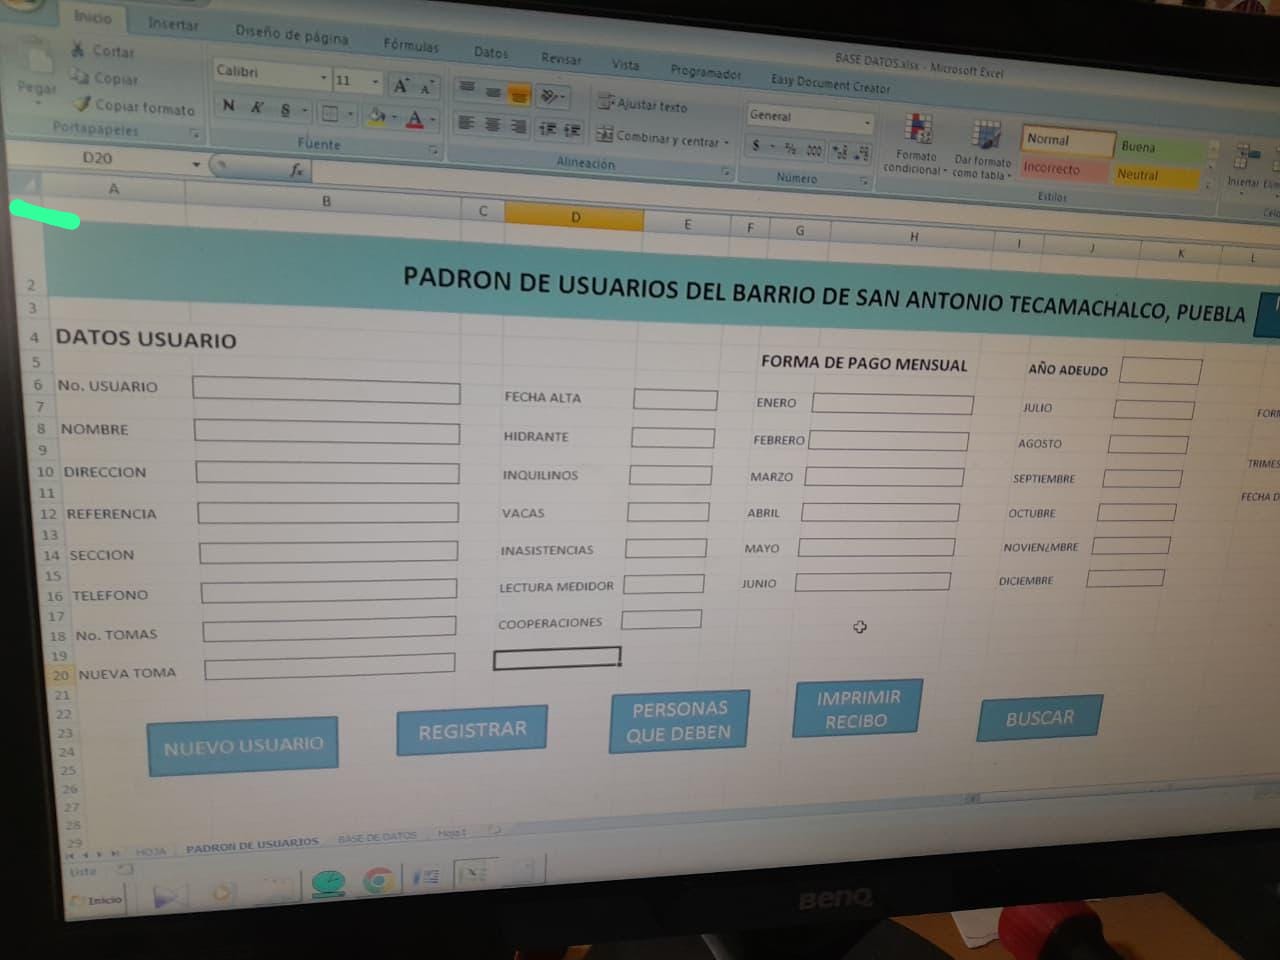 Inicio Insertar Diseño de página Fórmulas Datos Revisar Vista Programador Easy Document Creator
BASE DATOS.xlsx - Microsoft Excel
Pegar
Cortar
Copiar
Copiar formato
Portapapeles
Calibri 11 A A
N K S A
Fuente
Ajustar texto
Combinar y centrar
Alineación
General
$ % 000
Número
Formato condicional
Dar formato como tabla
Normal Buena
Incorrecto Neutral
Estilos
Insertar
D20 fx
A B C D E F G H I J K L
2 PADRON DE USUARIOS DEL BARRIO DE SAN ANTONIO TECAMACHALCO, PUEBLA
3
4 DATOS USUARIO
5 FORMA DE PAGO MENSUAL AÑO ADEUDO
6 No. USUARIO FECHA ALTA ENERO JULIO
7
8 NOMBRE HIDRANTE FEBRERO AGOSTO
9
10 DIRECCION INQUILINOS MARZO SEPTIEMBRE
11
12 REFERENCIA VACAS ABRIL OCTUBRE
13
14 SECCION INASISTENCIAS MAYO NOVIENEMBRE
15
16 TELEFONO LECTURA MEDIDOR JUNIO DICIEMBRE
17
18 No. TOMAS COOPERACIONES
19
20 NUEVA TOMA
21
22
23
24
25
26
27
28
29
NUEVO USUARIO
REGISTRAR
PERSONAS
QUE DEBEN
IMPRIMIR
RECIBO
BUSCAR
HOJA PADRON DE USUARIOS BASE DE DATOS Hoja1
Listo
Inicio
BenQ